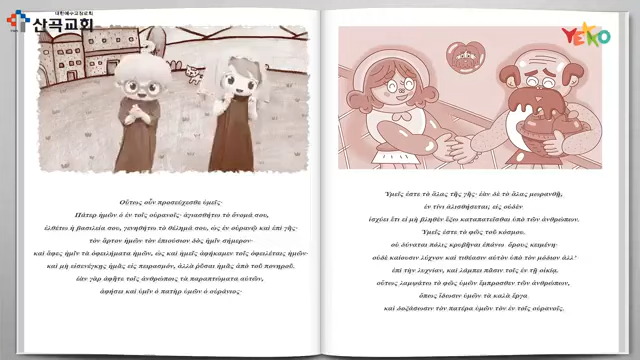 대한예수교장로회
산곡교회
YEKO
Οὕτως οὖν προσεύχεσθε ὑμεῖς·
Πάτερ ἡμῶν ὁ ἐν τοῖς οὐρανοῖς· ἁγιασθήτω τὸ ὄνομά σου,
ἐλθέτω ἡ βασιλεία σου, γενηθήτω τὸ θέλημά σου, ὡς ἐν οὐρανῷ καὶ ἐπὶ γῆς·
τὸν ἄρτον ἡμῶν τὸν ἐπιούσιον δὸς ἡμῖν σήμερον·
καὶ ἄφες ἡμῖν τὰ ὀφειλήματα ἡμῶν, ὡς καὶ ἡμεῖς ἀφήκαμεν τοῖς ὀφειλέταις ἡμῶν·
καὶ μὴ εἰσενέγκῃς ἡμᾶς εἰς πειρασμόν, ἀλλὰ ῥῦσαι ἡμᾶς ἀπὸ τοῦ πονηροῦ.
ἐὰν γὰρ ἀφῆτε τοῖς ἀνθρώποις τὰ παραπτώματα αὐτῶν,
ἀφήσει καὶ ὑμῖν ὁ πατὴρ ὑμῶν ὁ οὐράνιος·
Ὑμεῖς ἐστε τὸ ἅλας τῆς γῆς· ἐὰν δὲ τὸ ἅλας μωρανθῇ,
ἐν τίνι ἁλισθήσεται; εἰς οὐδὲν
ἰσχύει ἔτι εἰ μὴ βληθὲν ἔξω καταπατεῖσθαι ὑπὸ τῶν ἀνθρώπων.
Ὑμεῖς ἐστε τὸ φῶς τοῦ κόσμου.
οὐ δύναται πόλις κρυβῆναι ἐπάνω ὄρους κειμένη·
οὐδὲ καίουσιν λύχνον καὶ τιθέασιν αὐτὸν ὑπὸ τὸν μόδιον ἀλλ’
ἐπὶ τὴν λυχνίαν, καὶ λάμπει πᾶσιν τοῖς ἐν τῇ οἰκίᾳ.
οὕτως λαμψάτω τὸ φῶς ὑμῶν ἔμπροσθεν τῶν ἀνθρώπων,
ὅπως ἴδωσιν ὑμῶν τὰ καλὰ ἔργα
καὶ δοξάσωσιν τὸν πατέρα ὑμῶν τὸν ἐν τοῖς οὐρανοῖς.